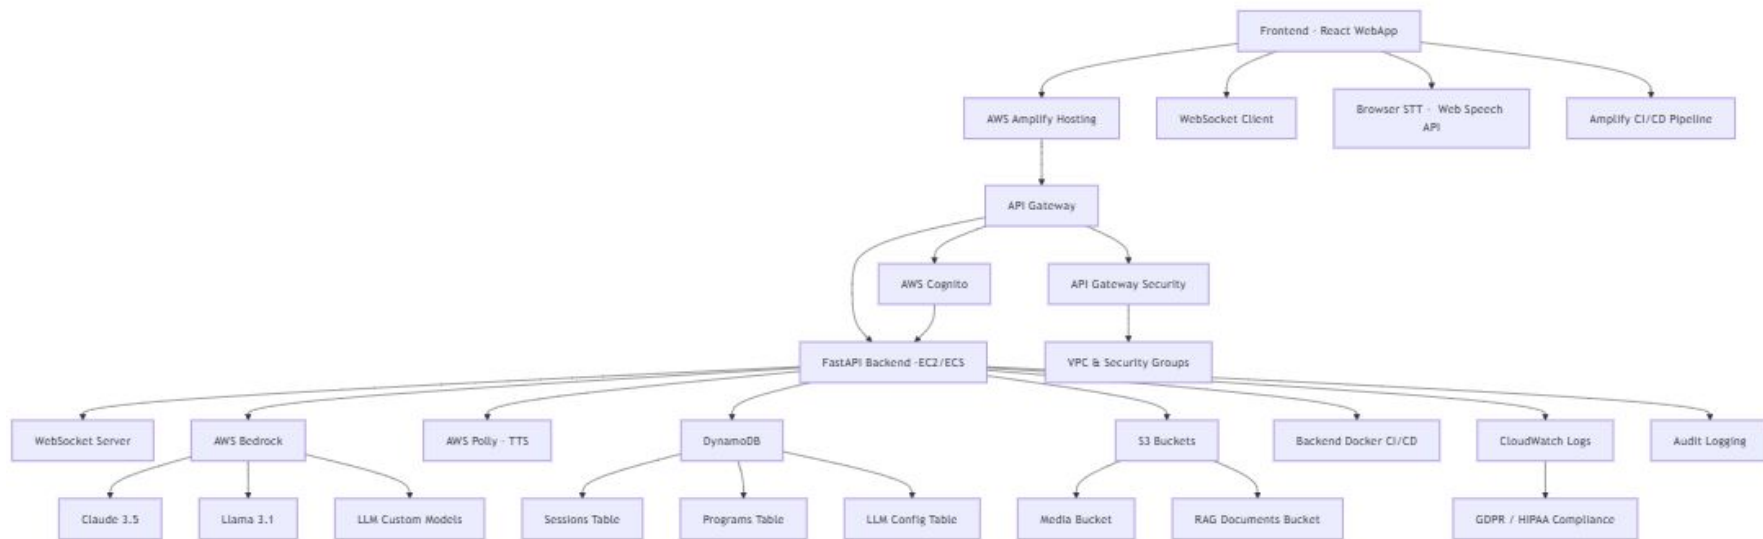 Frontend - React WebApp
AWS Amplify Hosting
WebSocket Client
Browser STT - Web Speech
API
Amplify CI/CD Pipeline
API Gateway
AWS Cognito
API Gateway Security
FastAPI Backend -EC2/ECS
VPC & Security Groups
WebSocket Server
AWS Bedrock
AWS Polly - TTS
DynamoDB
S3 Buckets
Backend Docker CI/CD
CloudWatch Logs
Audit Logging
Claude 3.5
Llama 3.1
LLM Custom Models
Sessions Table
Programs Table
LLM Config Table
Media Bucket
RAG Documents Bucket
GDPR / HIPAA Compliance